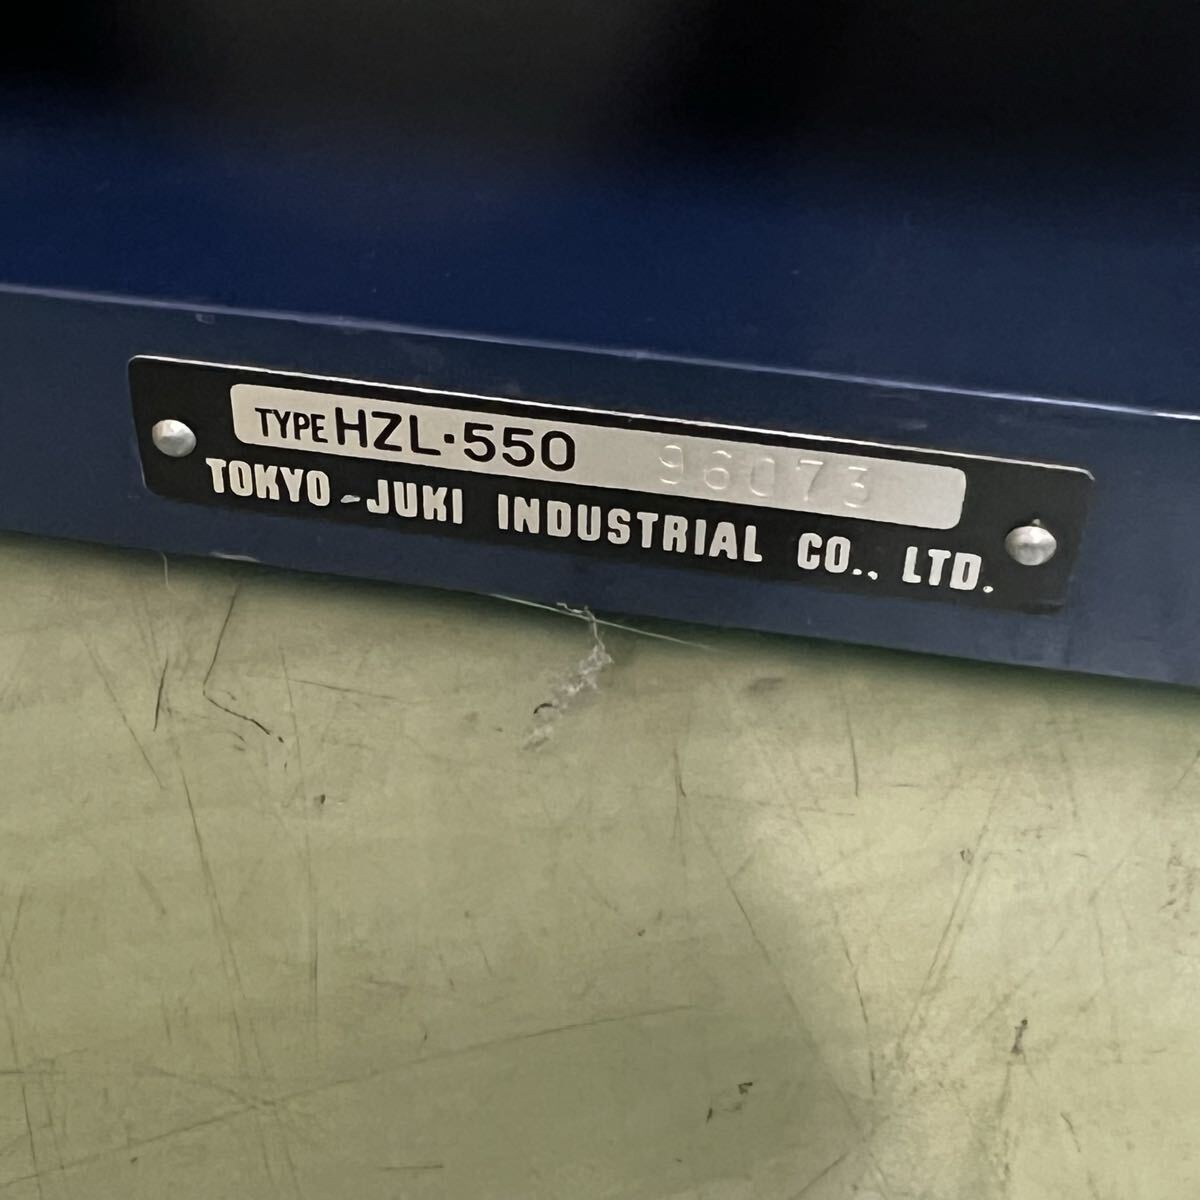 TYPE HZL·550 96073
TOKYO-JUKI INDUSTRIAL CO., LTD.